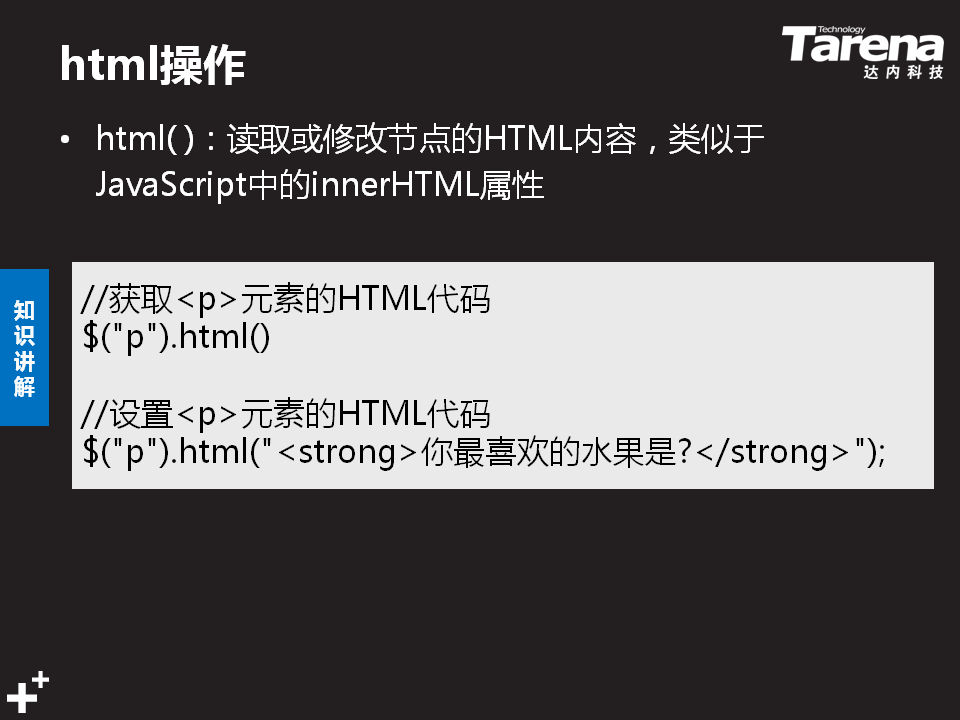 html操作
Technology
Tarena
达内科技
• html( )：读取或修改节点的HTML内容，类似于
JavaScript中的innerHTML属性
知识讲解
//获取<p>元素的HTML代码
$("p").html()
//设置<p>元素的HTML代码
$("p").html("<strong>你最喜欢的水果是?</strong>");